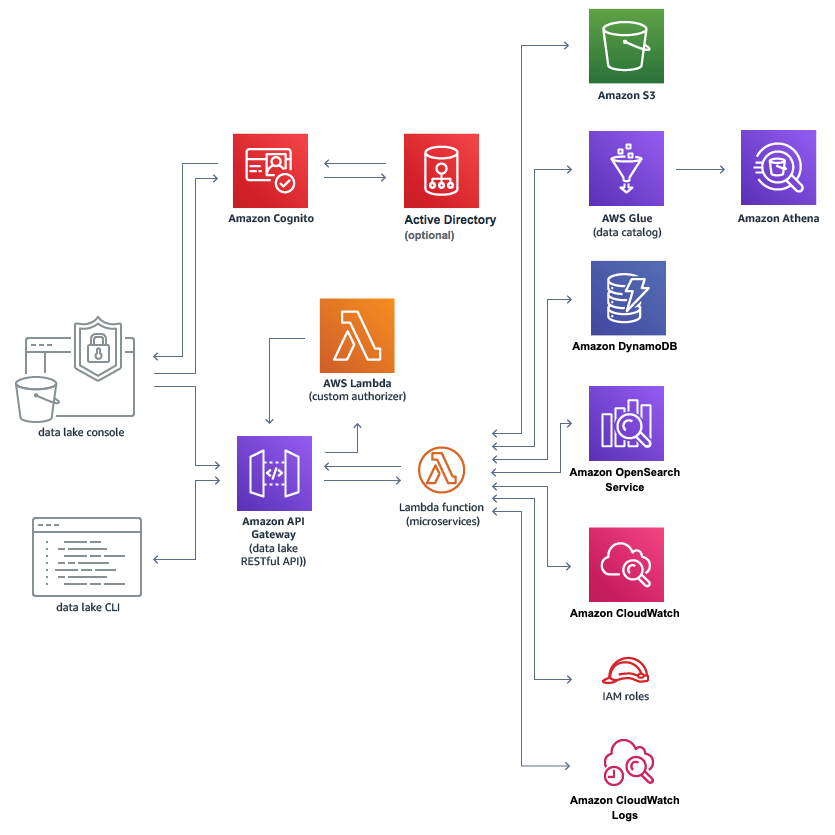 Amazon S3
Amazon Cognito
Active Directory
(optional)
AWS Glue
(data catalog)
Amazon Athena
Amazon DynamoDB
AWS Lambda
(custom authorizer)
data lake console
Amazon OpenSearch
Service
</>
Amazon API
Gateway
(data lake
RESTful API))
Lambda function
(microservices)
data lake CLI
Amazon CloudWatch
IAM roles
Amazon CloudWatch
Logs